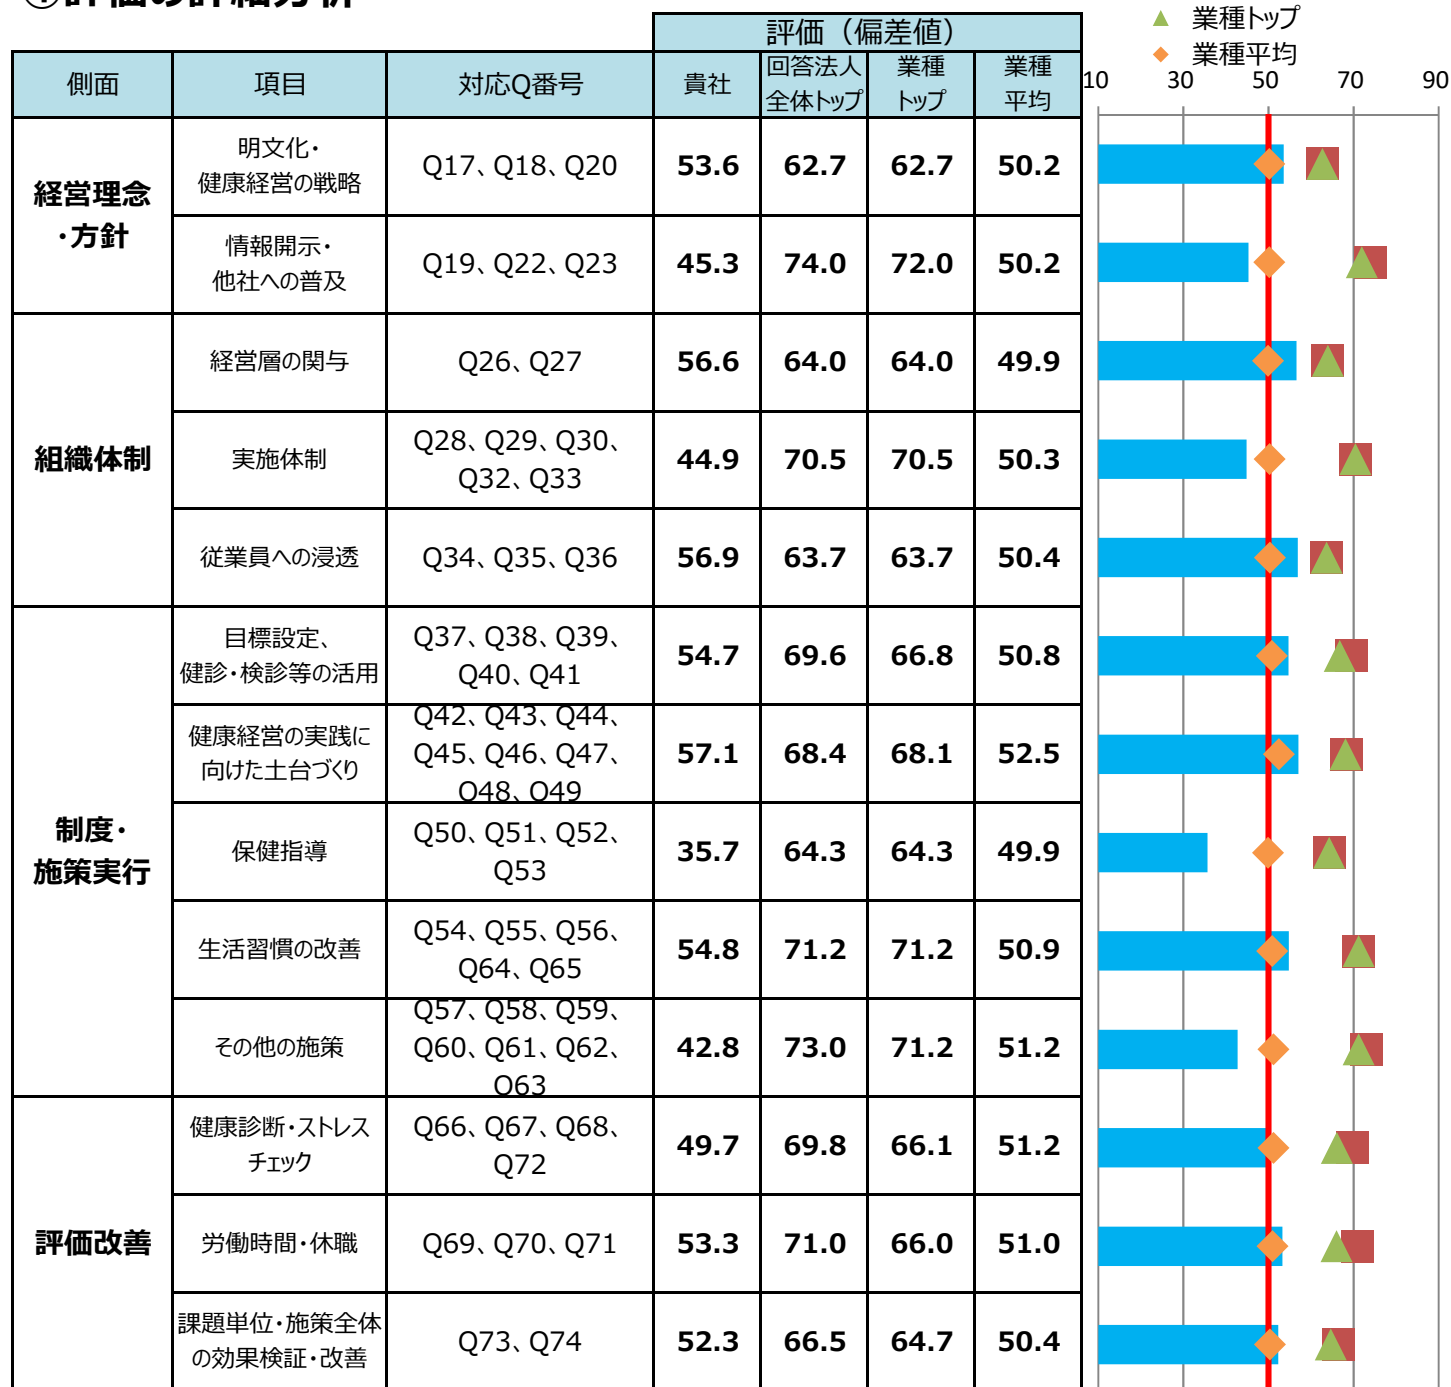 ①評価の詳細分析
評価（偏差値）
業種トップ
業種平均
側面 項目 対応Q番号 貴社 回答法人全体トップ 業種トップ 業種平均
10 30 50 70 90
経営理念・方針
明文化・
健康経営の戦略
Q17、Q18、Q20
53.6 62.7 62.7 50.2
情報開示・
他社への普及
Q19、Q22、Q23
45.3 74.0 72.0 50.2
組織体制
経営層の関与
Q26、Q27
56.6 64.0 64.0 49.9
実施体制
Q28、Q29、Q30、
Q32、Q33
44.9 70.5 70.5 50.3
従業員への浸透
Q34、Q35、Q36
56.9 63.7 63.7 50.4
制度・
施策実行
目標設定、
健診・検診等の活用
Q37、Q38、Q39、
Q40、Q41
54.7 69.6 66.8 50.8
健康経営の実践に
向けた土台づくり
Q42、Q43、Q44、
Q45、Q46、Q47、
Q48、Q49
57.1 68.4 68.1 52.5
保健指導
Q50、Q51、Q52、
Q53
35.7 64.3 64.3 49.9
生活習慣の改善
Q54、Q55、Q56、
Q64、Q65
54.8 71.2 71.2 50.9
その他の施策
Q57、Q58、Q59、
Q60、Q61、Q62、
Q63
42.8 73.0 71.2 51.2
評価改善
健康診断・ストレス
チェック
Q66、Q67、Q68、
Q72
49.7 69.8 66.1 51.2
労働時間・休職
Q69、Q70、Q71
53.3 71.0 66.0 51.0
課題単位・施策全体
の効果検証・改善
Q73、Q74
52.3 66.5 64.7 50.4